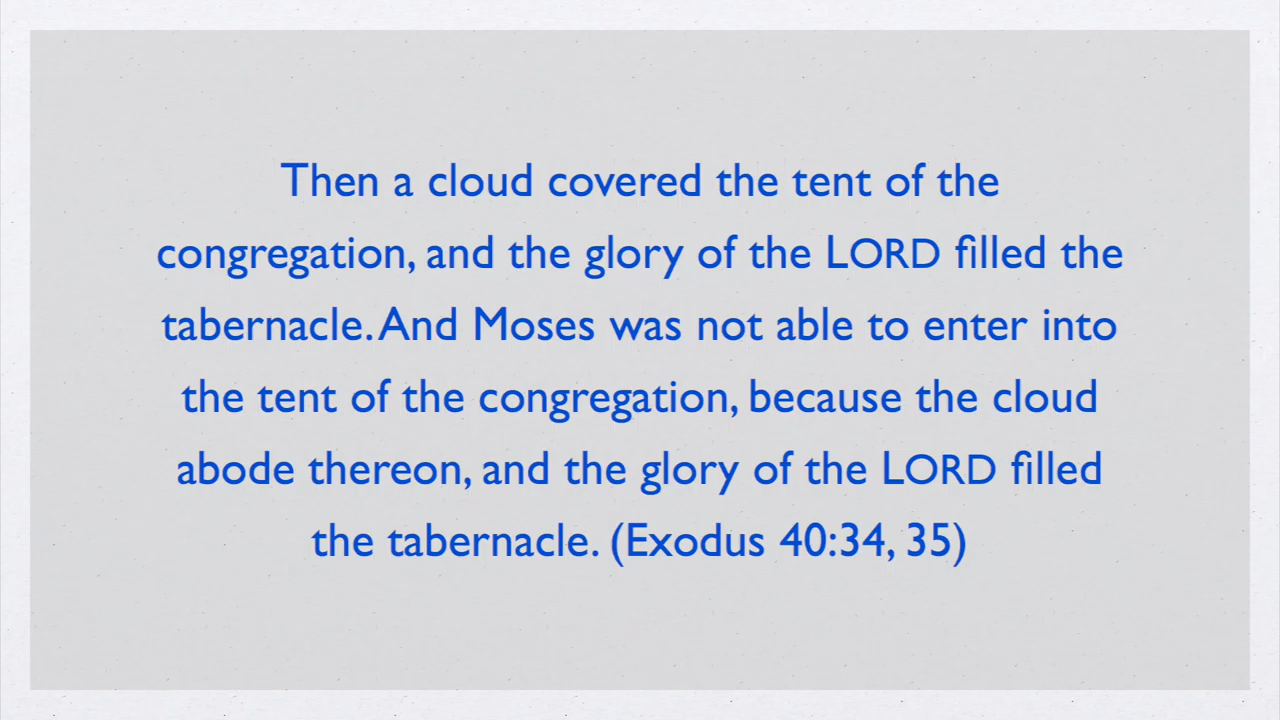 Then a cloud covered the tent of the
congregation, and the glory of the LORD filled the
tabernacle. And Moses was not able to enter into
the tent of the congregation, because the cloud
abode thereon, and the glory of the LORD filled
the tabernacle. (Exodus 40:34, 35)